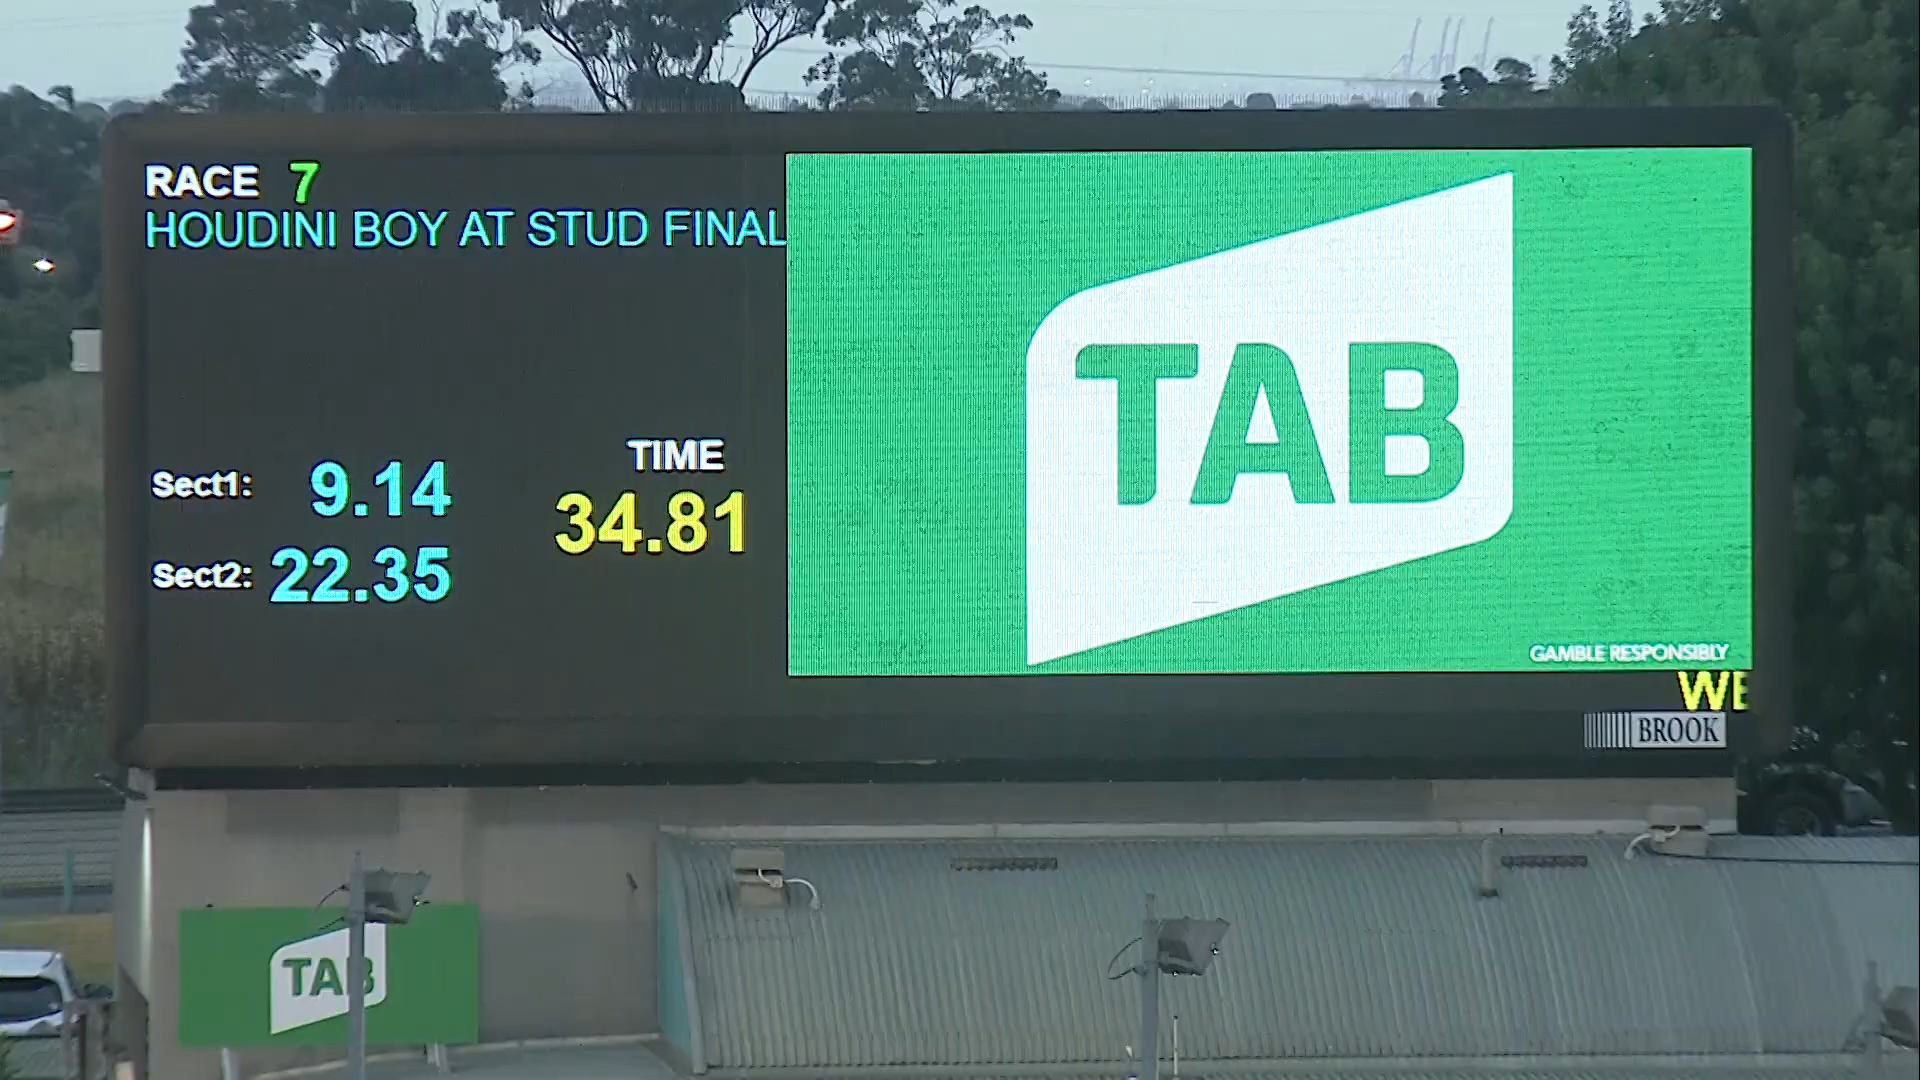 RACE 7
HOUDINI BOY AT STUD FINAL
Sect1: 9.14
Sect2: 22.35
TIME
34.81
TAB
GAMBLE RESPONSIBLY
WE
BROOK
TAB